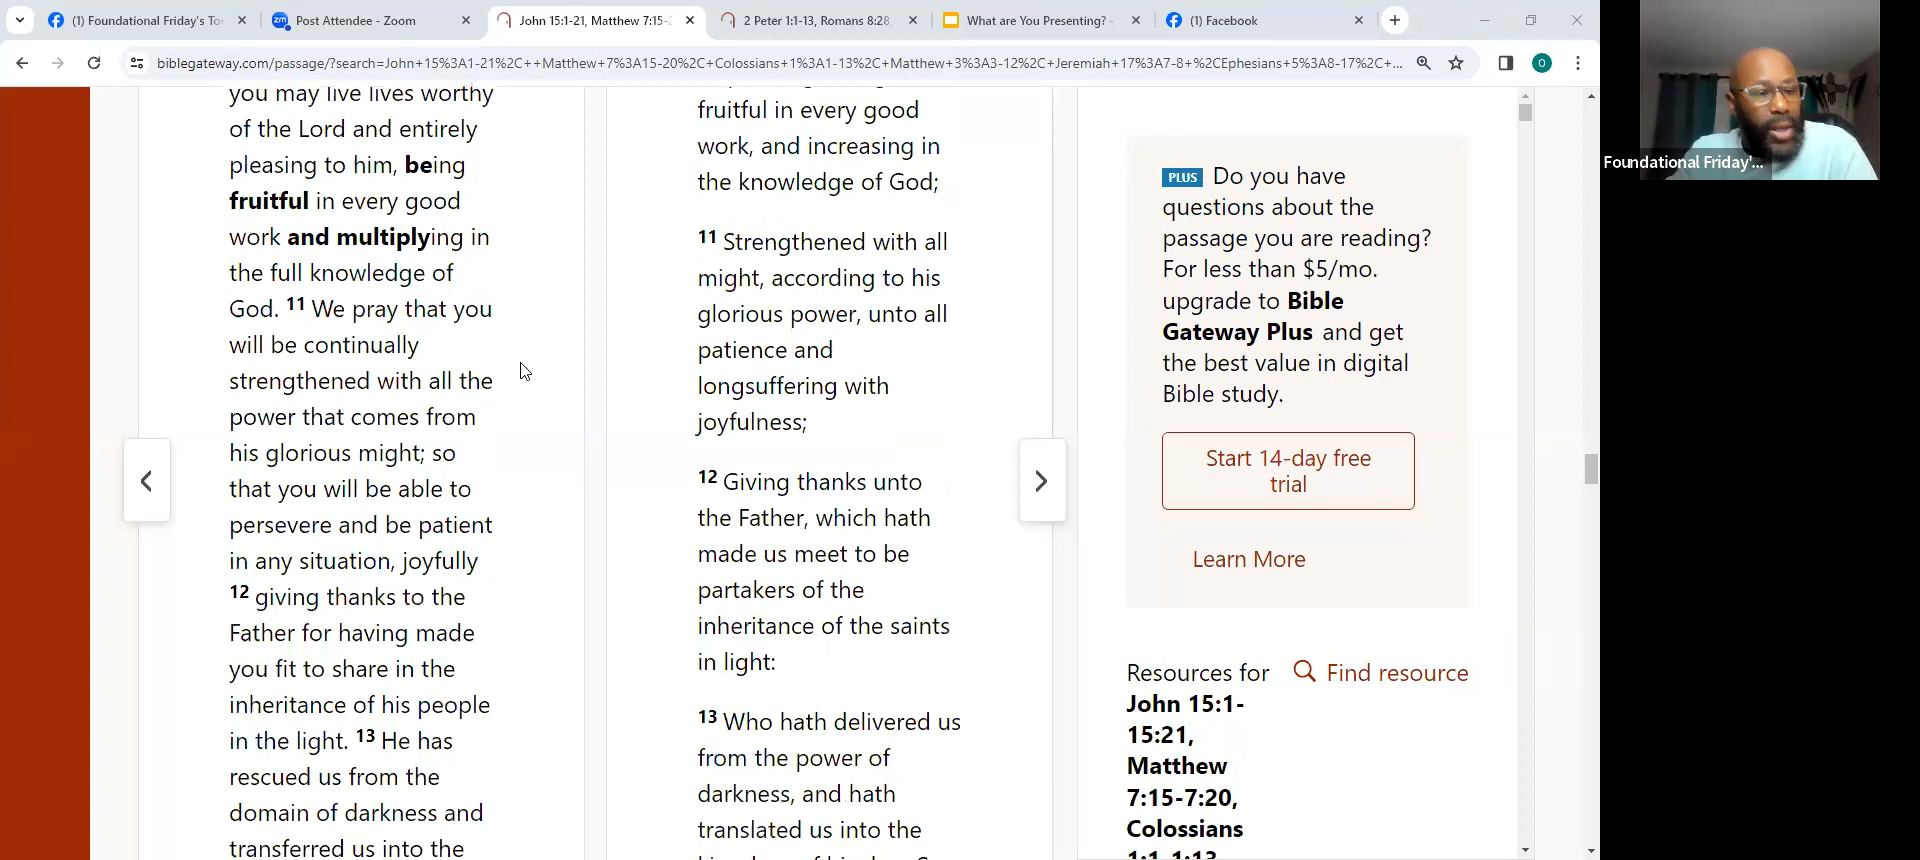 (1) Foundational Friday's To
Post Attendee - Zoom
John 15:1-21, Matthew 7:15-2
2 Peter 1:1-13, Romans 8:28,
What are You Presenting? -
(1) Facebook
biblegateway.com/passage/?search=John+15%3A1-21%2C++Matthew+7%3A15-20%2C+Colossians+1%3A1-13%2C+Matthew+3%3A3-12%2C+Jeremiah+17%3A7-8+%2CEphesians+5%3A8-17%2C+...
O
you may live lives worthy
of the Lord and entirely
pleasing to him, being
fruitful in every good
work and multiplying in
the full knowledge of
God. 11 We pray that you
will be continually
strengthened with all the
power that comes from
his glorious might; so
that you will be able to
persevere and be patient
in any situation, joyfully
12 giving thanks to the
Father for having made
you fit to share in the
inheritance of his people
in the light. 13 He has
rescued us from the
domain of darkness and
transferred us into the
fruitful in every good
work, and increasing in
the knowledge of God;
11 Strengthened with all
might, according to his
glorious power, unto all
patience and
longsuffering with
joyfulness;
12 Giving thanks unto
the Father, which hath
made us meet to be
partakers of the
inheritance of the saints
in light:
13 Who hath delivered us
from the power of
darkness, and hath
translated us into the
PLUS Do you have
questions about the
passage you are reading?
For less than $5/mo.
upgrade to Bible
Gateway Plus and get
the best value in digital
Bible study.
Start 14-day free
trial
Learn More
Resources for
Find resource
John 15:1-
15:21,
Matthew
7:15-7:20,
Colossians
1:1-1:13
Foundational Friday'...